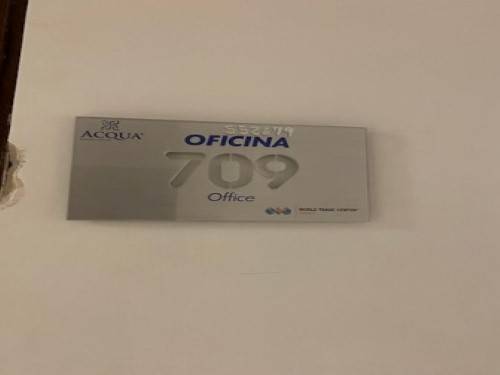 ACQUA
OFICINA
709
Office
WORLD TRADE CENTER